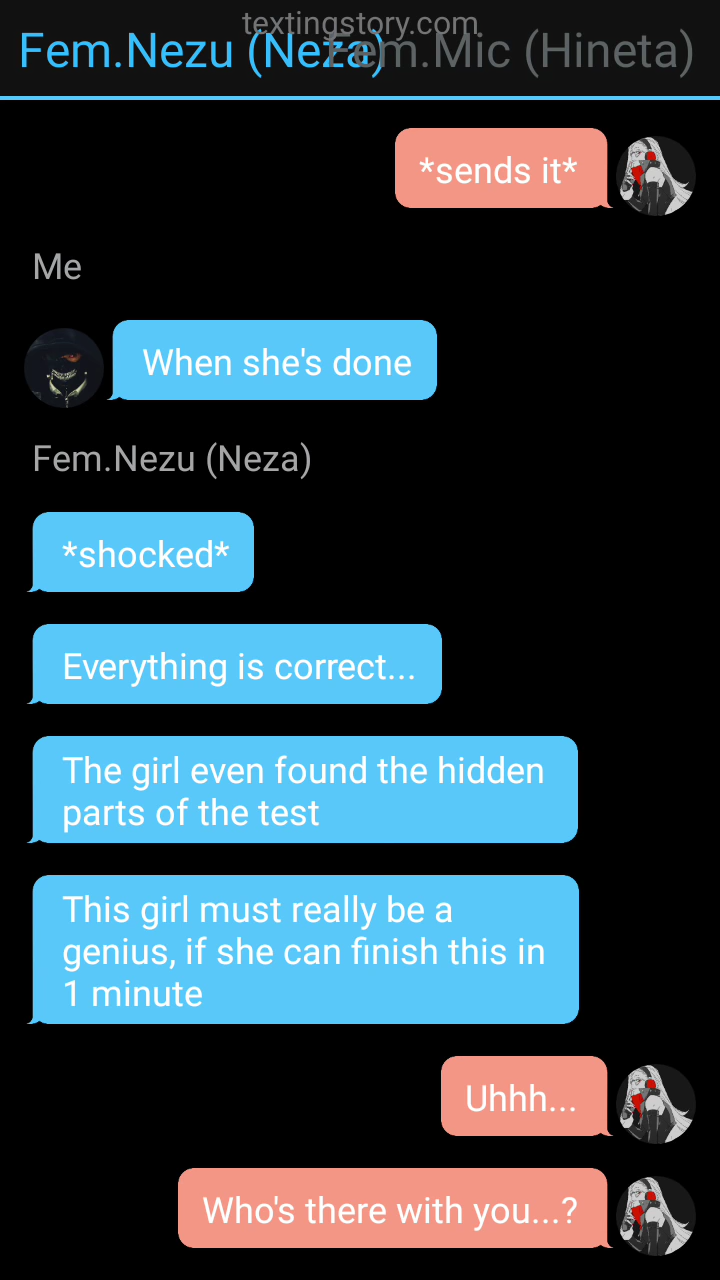 textingstory.com
Fem.Nezu (Neza)
Fem.Mic (Hineta)
*sends it*
Me
When she's done
Fem.Nezu (Neza)
*shocked*
Everything is correct...
The girl even found the hidden
parts of the test
This girl must really be a
genius, if she can finish this in
1 minute
Uhhh...
Who's there with you...?